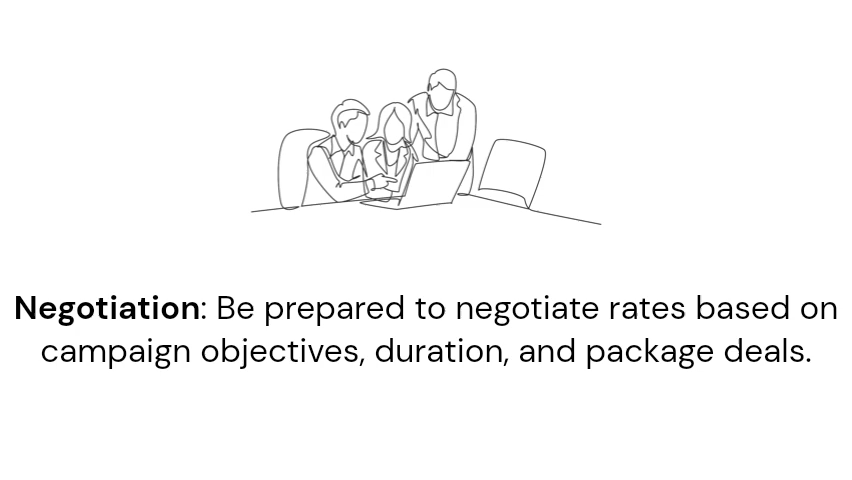 Negotiation: Be prepared to negotiate rates based on
campaign objectives, duration, and package deals.